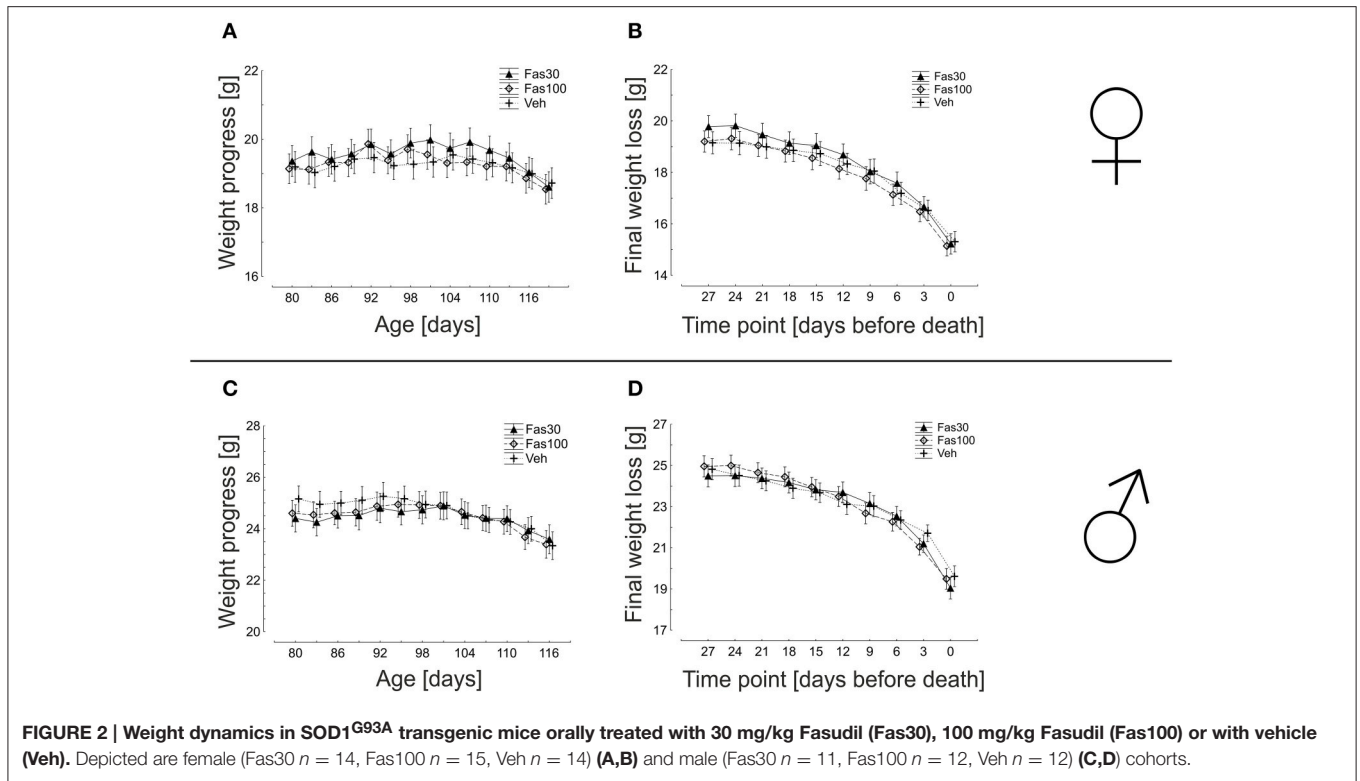 A
Weight progress [g]
22
20
18
16
Fas30
Fas100
Veh
80 86 92 98 104 110 116
Age [days]
B
Final weight loss [g]
22
20
18
16
14
Fas30
Fas100
Veh
27 24 21 18 15 12 9 6 3 0
Time point [days before death]
C
Weight progress [g]
28
26
24
22
20
Fas30
Fas100
Veh
80 86 92 98 104 110 116
Age [days]
D
Final weight loss [g]
27
25
23
21
19
17
Fas30
Fas100
Veh
27 24 21 18 15 12 9 6 3 0
Time point [days before death]
FIGURE 2 | Weight dynamics in SOD1G93A transgenic mice orally treated with 30 mg/kg Fasudil (Fas30), 100 mg/kg Fasudil (Fas100) or with vehicle
(Veh). Depicted are female (Fas30 n = 14, Fas100 n = 15, Veh n = 14) (A,B) and male (Fas30 n = 11, Fas100 n = 12, Veh n = 12) (C,D) cohorts.